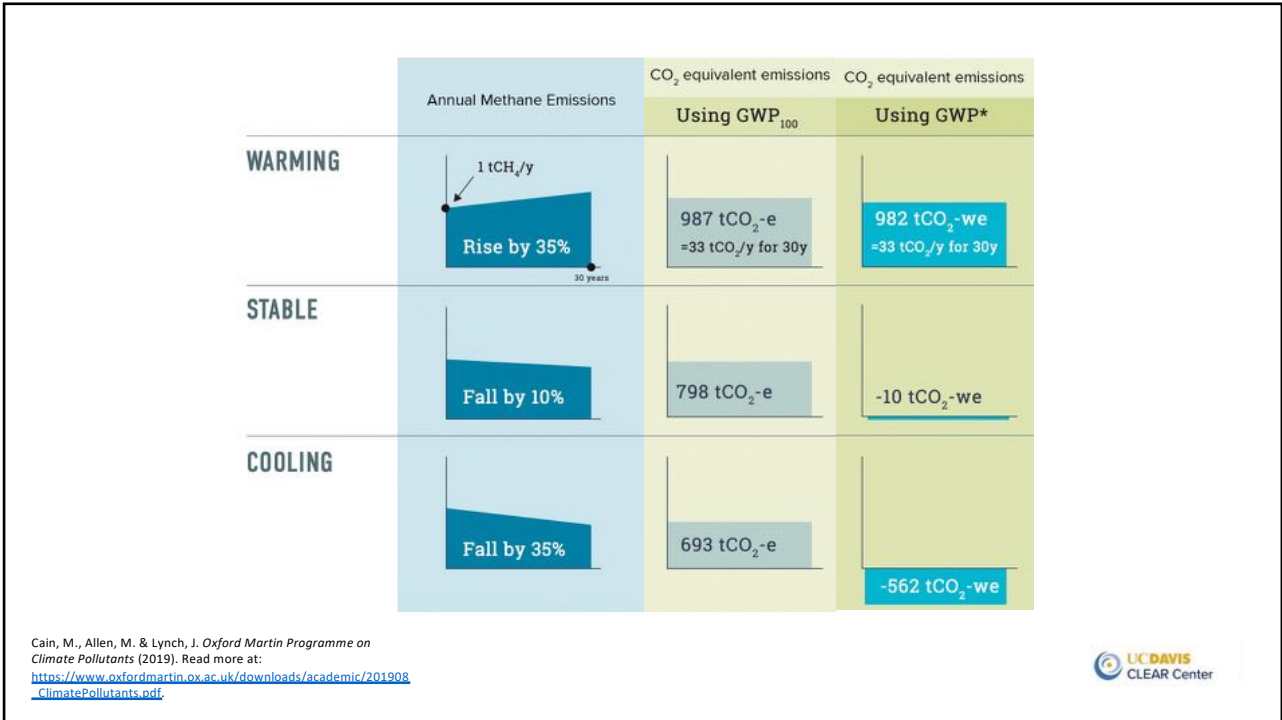 Annual Methane Emissions
CO₂ equivalent emissions
Using GWP₁₀₀
CO₂ equivalent emissions
Using GWP*
WARMING
1 tCH₄/y
Rise by 35%
30 years
987 tCO₂-e
=33 tCO₂/y for 30y
982 tCO₂-we
=33 tCO₂/y for 30y
STABLE
Fall by 10%
798 tCO₂-e
-10 tCO₂-we
COOLING
Fall by 35%
693 tCO₂-e
-562 tCO₂-we
Cain, M., Allen, M. & Lynch, J. Oxford Martin Programme on
Climate Pollutants (2019). Read more at:
https://www.oxfordmartin.ox.ac.uk/downloads/academic/201908
_ClimatePollutants.pdf.
UCDAVIS
CLEAR Center